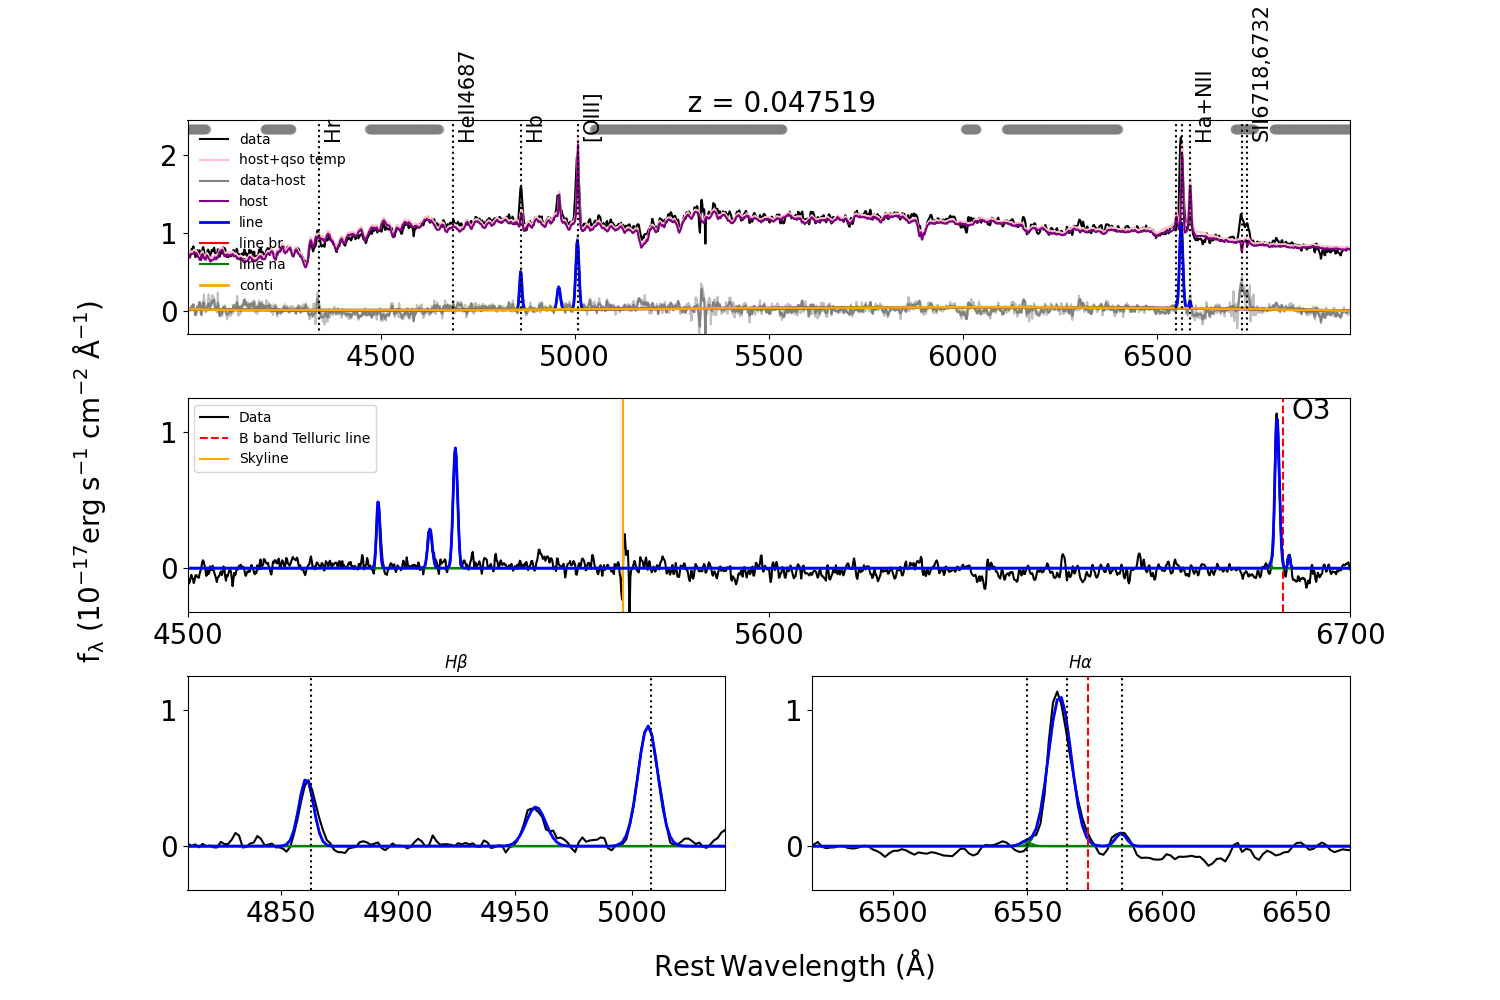 z = 0.047519
Hr
HeII4687
Hb
[OIII]
Ha+NII
SII6718,6732
data
host+qso temp
data-host
host
line
line br
line na
conti
2
1
0
4500
5000
5500
6000
6500
Data
B band Telluric line
Skyline
O3
1
0
4500
5600
6700
fλ (10⁻¹⁷erg s⁻¹ cm⁻² Å⁻¹)
Hβ
1
0
4850
4900
4950
5000
Hα
1
0
6500
6550
6600
6650
Rest Wavelength (Å)